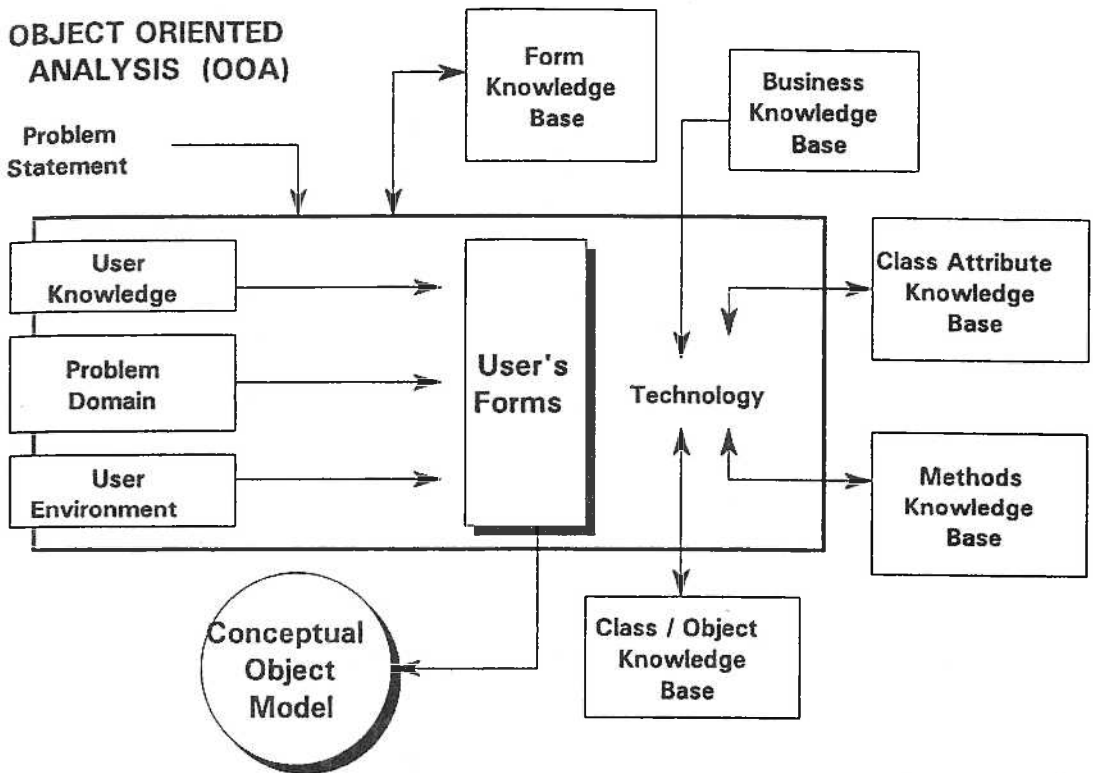 OBJECT ORIENTED
ANALYSIS (OOA)
Form
Knowledge
Base
Business
Knowledge
Base
Problem
Statement
User
Knowledge
Problem
Domain
User
Environment
User's
Forms
Technology
Class Attribute
Knowledge
Base
Methods
Knowledge
Base
Class / Object
Knowledge
Base
Conceptual
Object
Model